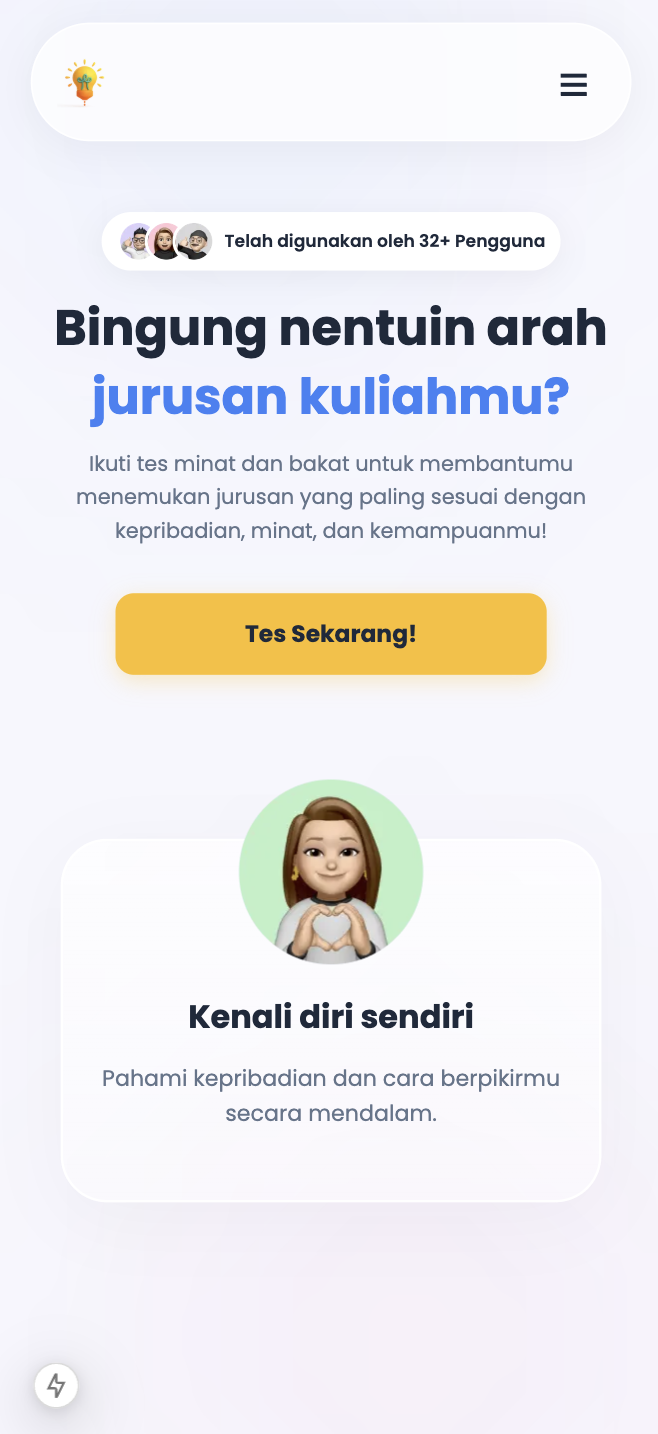 Telah digunakan oleh 32+ Pengguna
Bingung nentuin arah
jurusan kuliahmu?
Ikuti tes minat dan bakat untuk membantumu
menemukan jurusan yang paling sesuai dengan
kepribadian, minat, dan kemampuanmu!
Tes Sekarang!
Kenali diri sendiri
Pahami kepribadian dan cara berpikirmu
secara mendalam.